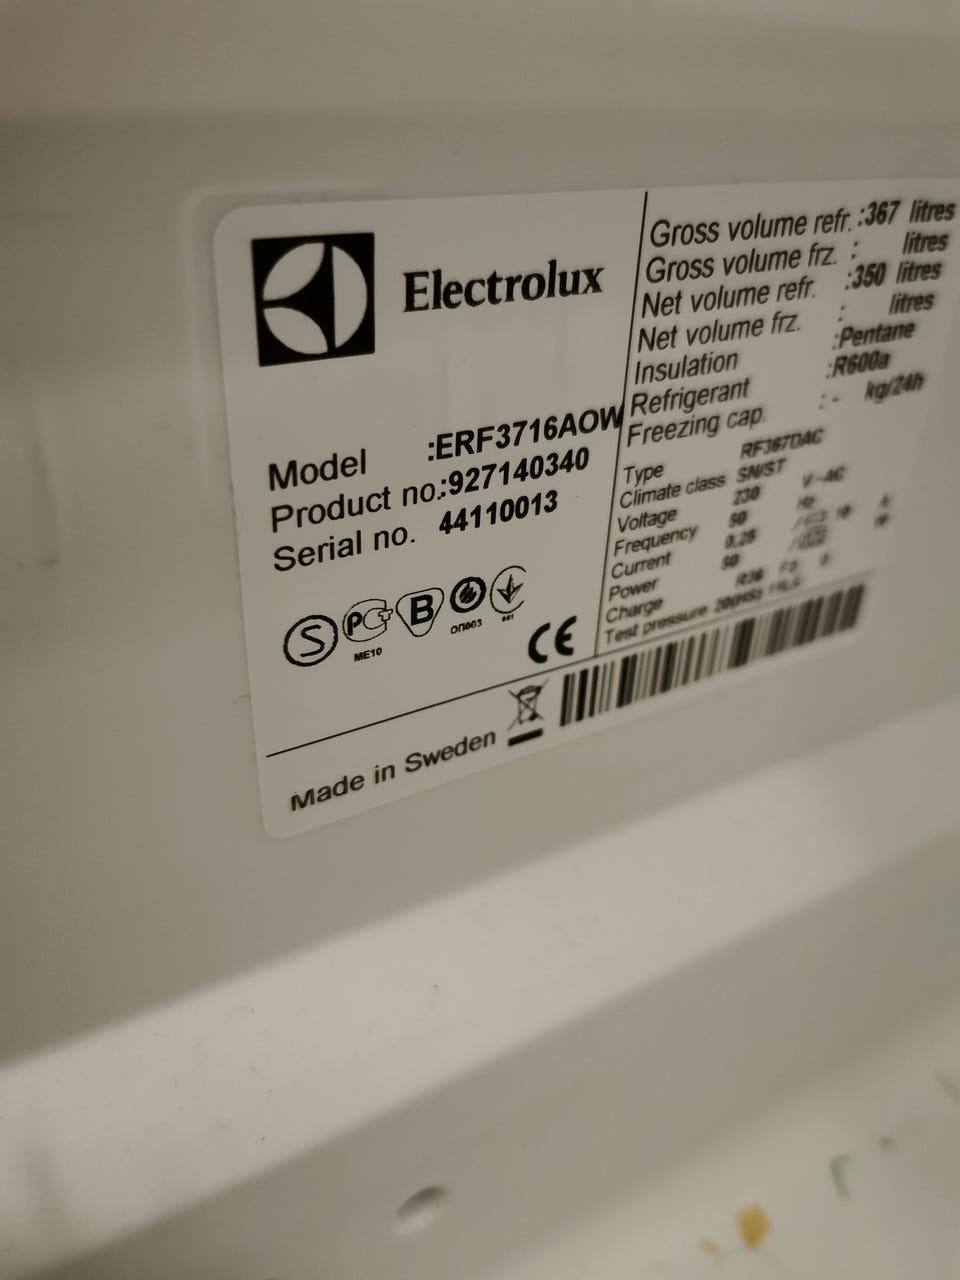 Electrolux
Model :ERF3716AOW
Product no.:927140340
Serial no. 44110013
S
PCT
ME10
B
ОП003
001
CE
Made in Sweden
Gross volume refr. :367 litres
Gross volume frz. : litres
Net volume refr. :350 litres
Net volume frz. : litres
Insulation :Pentane
Refrigerant :R600a
Freezing cap. : - kg/24h
Type RF367DAC
Climate class SN/ST
Voltage 230 V~AC
Frequency 50 Hz
Current 0,25
Power 50
Charge
Test pressure